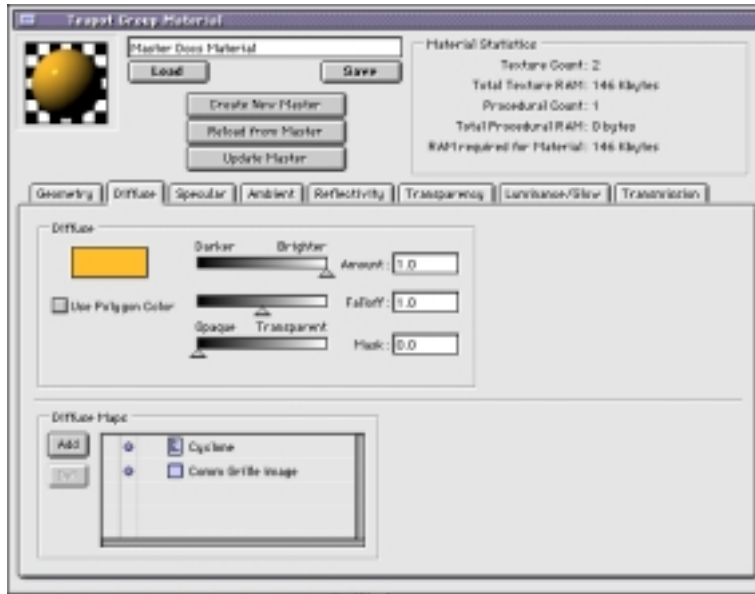 Teapot Group Material
Master Docs Material
Load
Save
Create New Master
Reload from Master
Update Master
Material Statistics
Texture Count: 2
Total Texture RAM: 146 Kbytes
Procedural Count: 1
Total Procedural RAM: 0 bytes
RAM required for Material: 146 Kbytes
Geometry
Diffuse
Specular
Ambient
Reflectivity
Transparency
Luminance/Glow
Transmission
Diffuse
Darker Brighter
Amount: 1.0
Use Polygon Color
Falloff: 1.0
Opaque Transparent
Mask: 0.0
Diffuse Maps
Add
Cyclone
Comm Grille Image